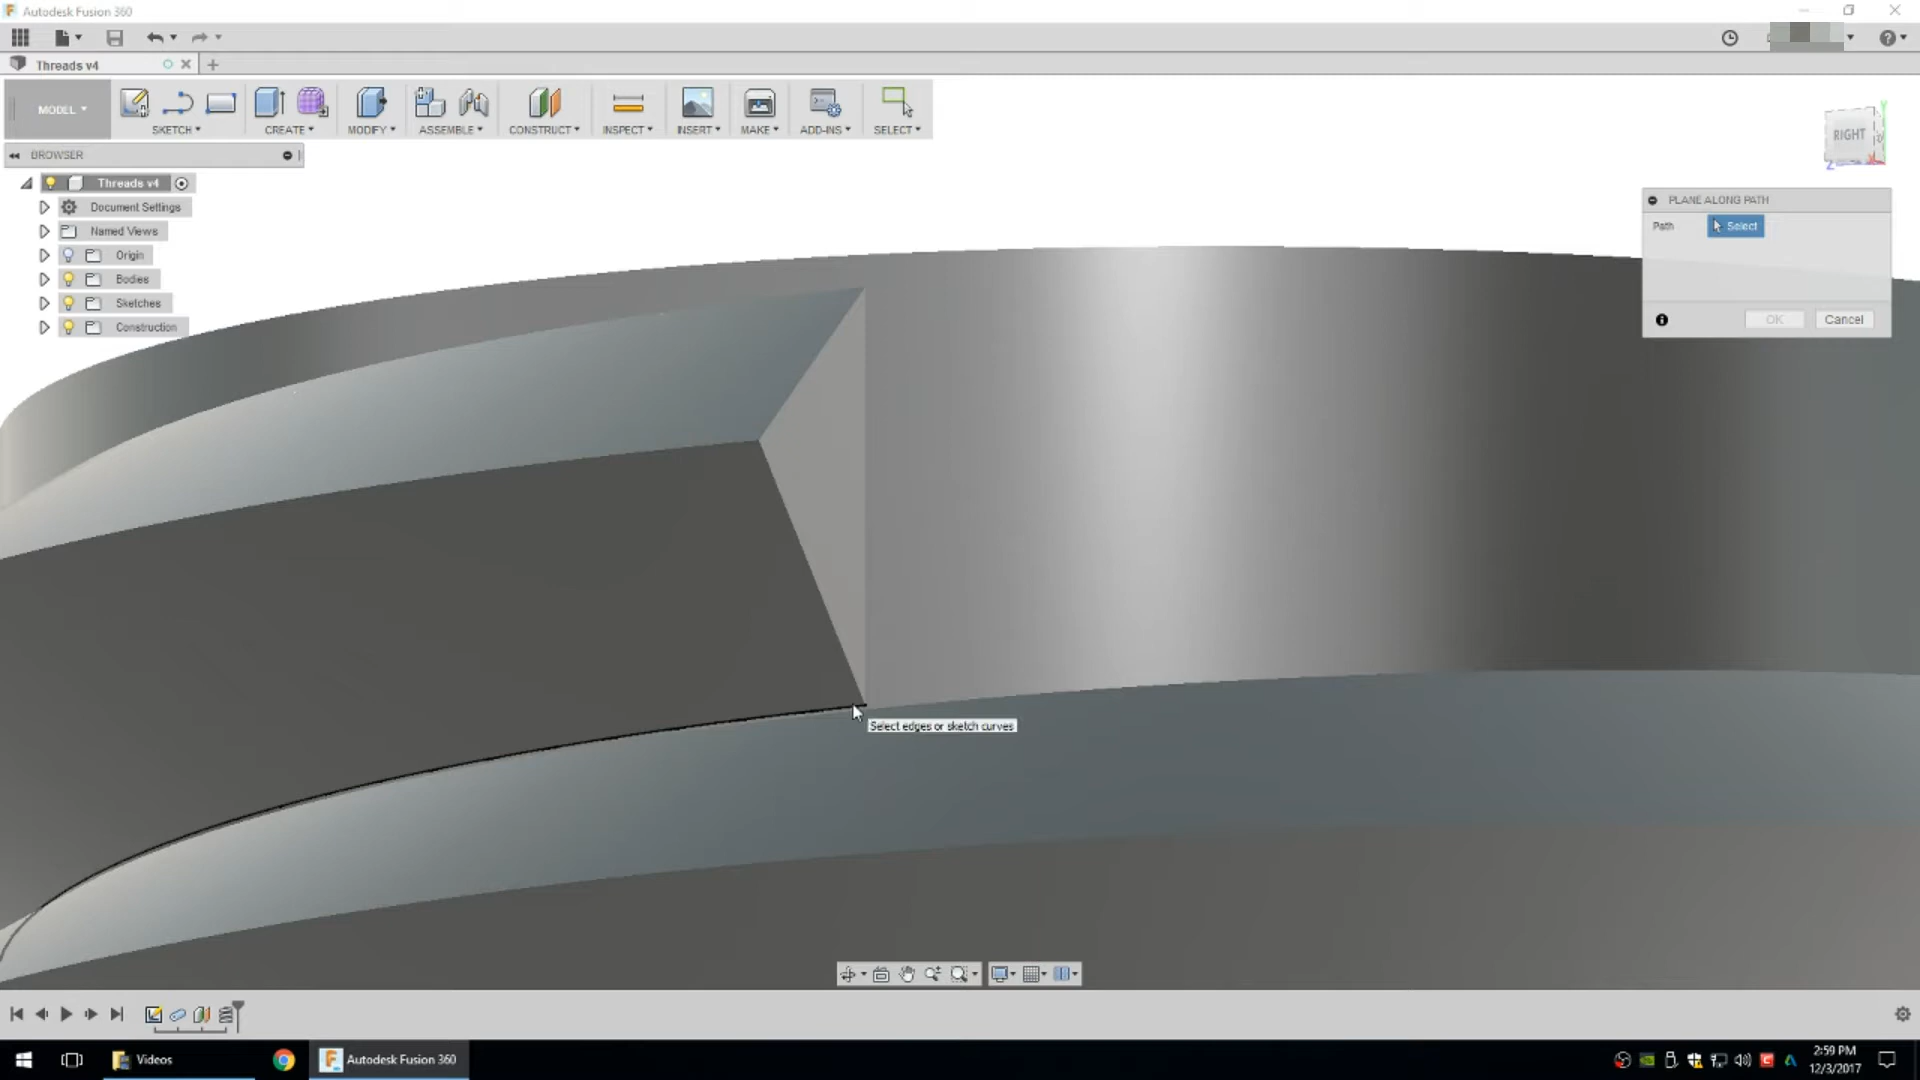 Autodesk Fusion 360
Threads v4
MODEL
SKETCH
CREATE
MODIFY
ASSEMBLE
CONSTRUCT
INSPECT
INSERT
MAKE
ADD-INS
SELECT
RIGHT
BROWSER
Threads v4
Document Settings
Named Views
Origin
Bodies
Sketches
Construction
PLANE ALONG PATH
Path Select
OK Cancel
Select edges or sketch curves
Videos
Autodesk Fusion 360
2:59 PM
12/3/2017